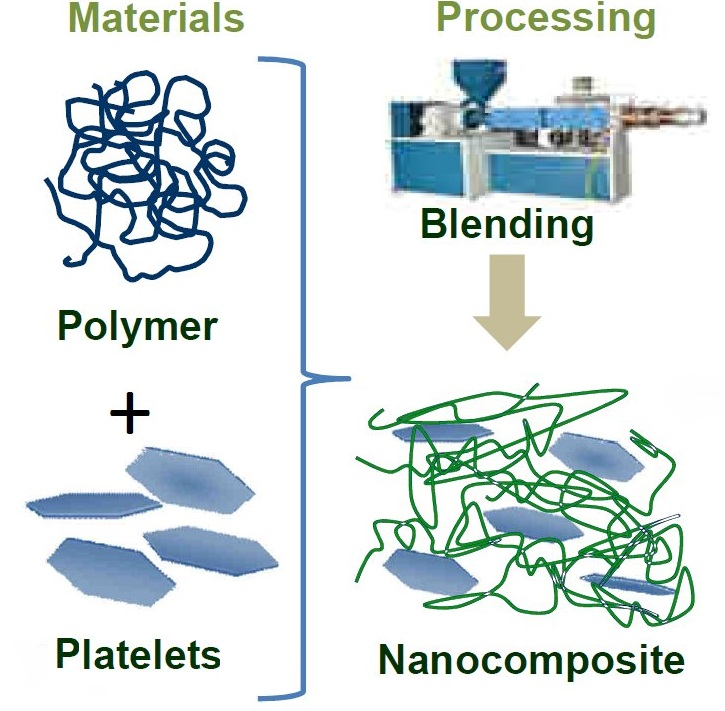 Materials
Processing
Blending
Polymer
+
Platelets
Nanocomposite